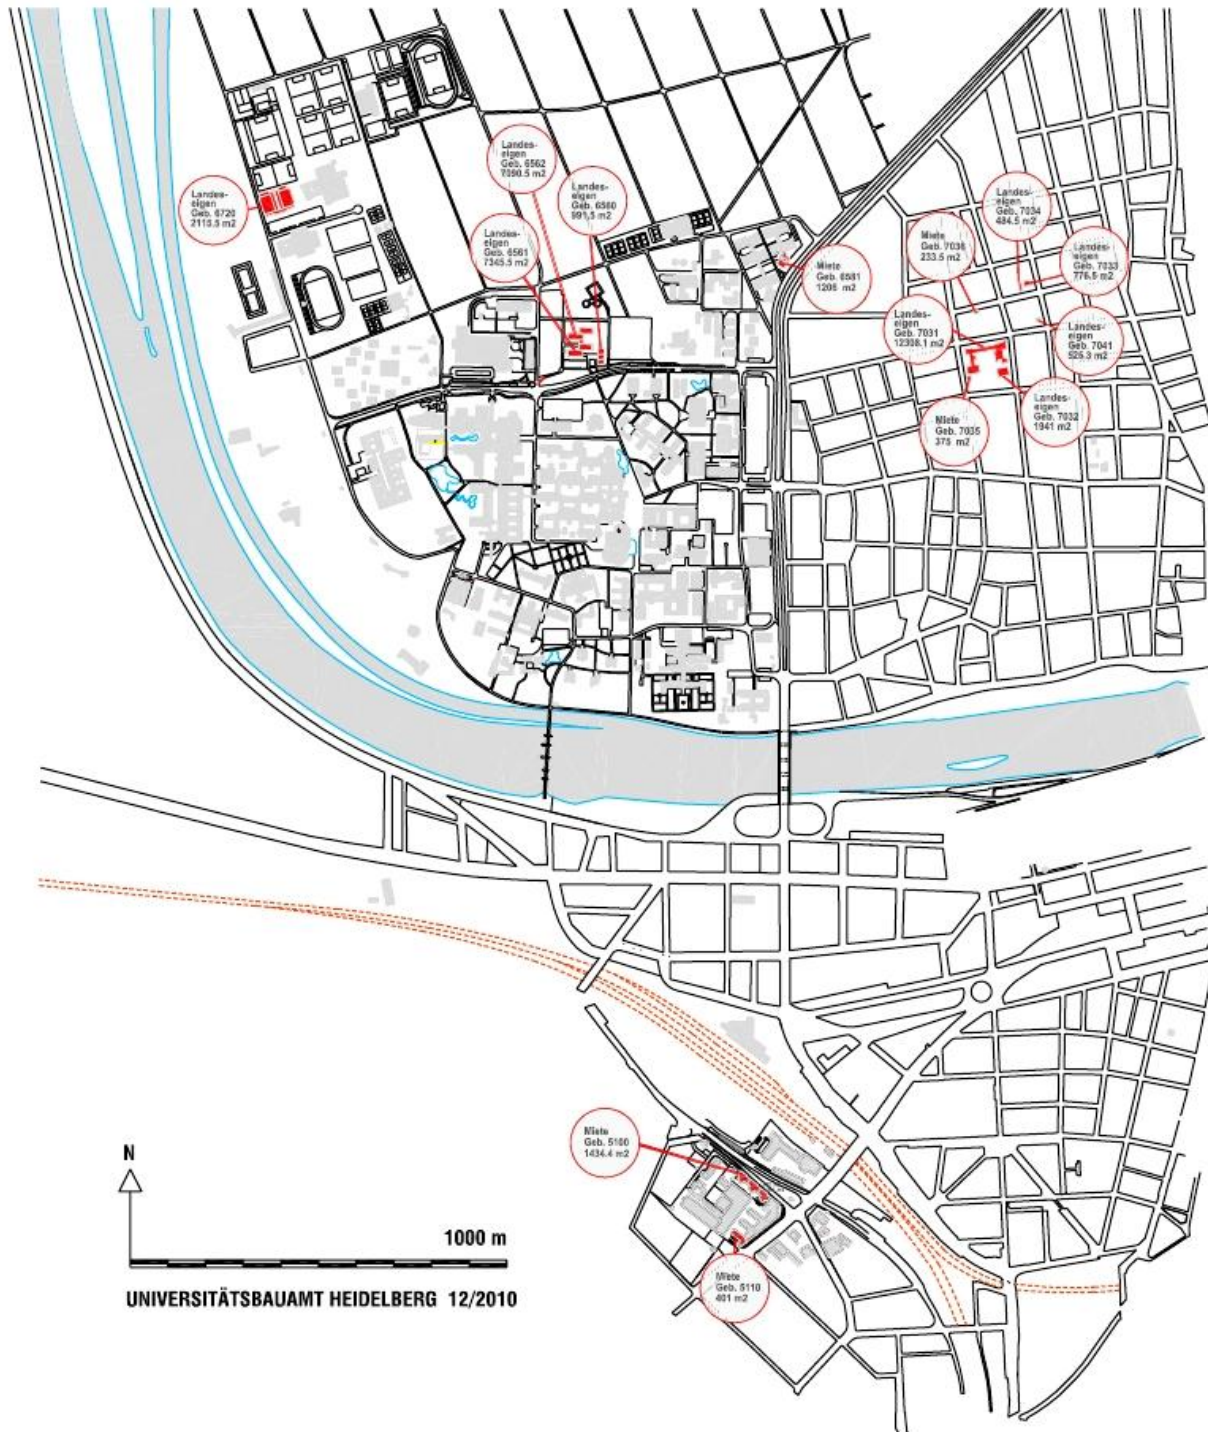 Landes-
eigen
Geb. 6562
7090.5 m2
Landes-
eigen
Geb. 6560
991.5 m2
Landes-
eigen
Geb. 6720
2115.5 m2
Landes-
eigen
Geb. 6561
7345.5 m2
Miete
Geb. 6581
1206 m2
Landes-
eigen
Geb. 7034
484.5 m2
Miete
Geb. 7036
233.5 m2
Landes-
eigen
Geb. 7033
776.5 m2
Landes-
eigen
Geb. 7031
12308.1 m2
Landes-
eigen
Geb. 7041
525.3 m2
Miete
Geb. 7035
375 m2
Landes-
eigen
Geb. 7032
1941 m2
Miete
Geb. 5100
1434.4 m2
Miete
Geb. 5110
401 m2
N
1000 m
UNIVERSITÄTSBAUAMT HEIDELBERG 12/2010